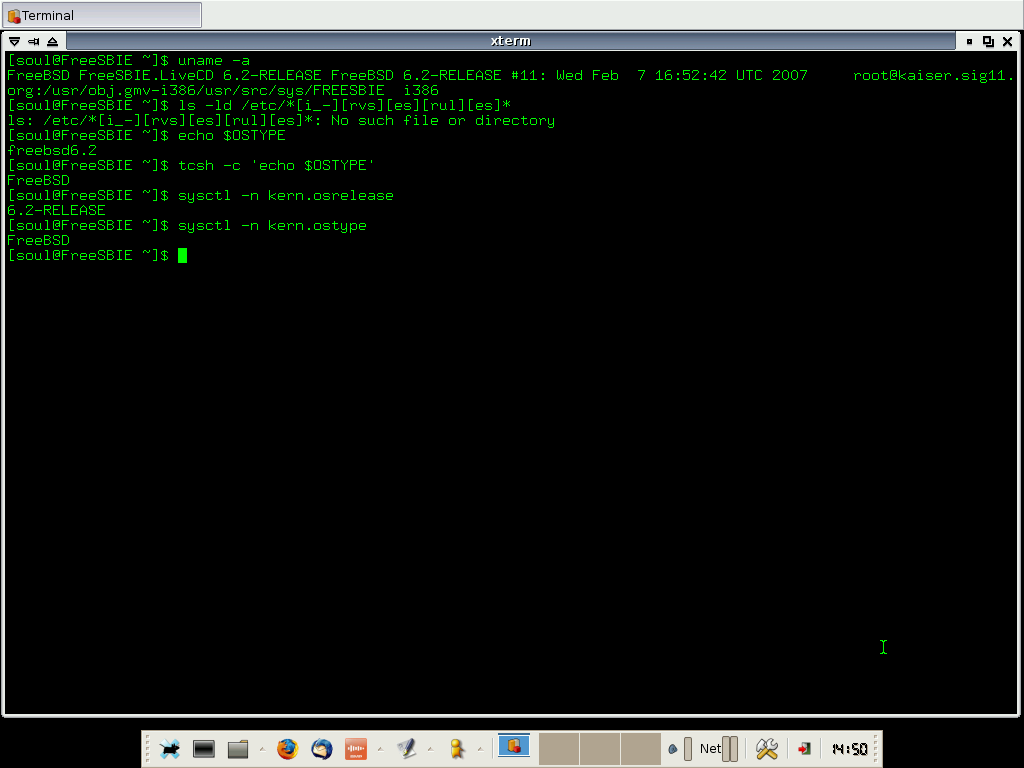 Terminal
xterm
[soul@FreeSBIE ~]$ uname -a
FreeBSD FreeSBIE.LiveCD 6.2-RELEASE FreeBSD 6.2-RELEASE #11: Wed Feb  7 16:52:42 UTC 2007     root@kaiser.sig11.
org:/usr/obj.gmv-i386/usr/src/sys/FREESBIE  i386
[soul@FreeSBIE ~]$ ls -ld /etc/*[i_-][rvs][es][rul][es]*
ls: /etc/*[i_-][rvs][es][rul][es]*: No such file or directory
[soul@FreeSBIE ~]$ echo $OSTYPE
freebsd6.2
[soul@FreeSBIE ~]$ tcsh -c 'echo $OSTYPE'
FreeBSD
[soul@FreeSBIE ~]$ sysctl -n kern.osrelease
6.2-RELEASE
[soul@FreeSBIE ~]$ sysctl -n kern.ostype
FreeBSD
[soul@FreeSBIE ~]$
Net 14:50